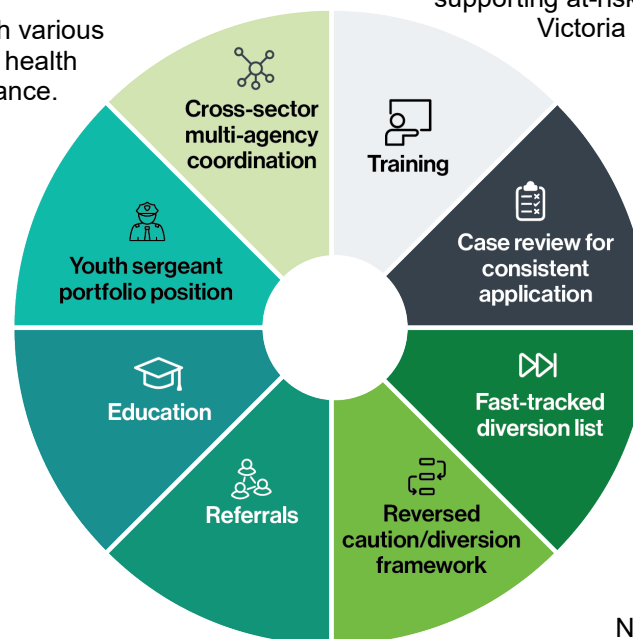 h various
health
ance.
supporting at-risk
Victoria
Cross-sector
multi-agency
coordination
Training
Case review for
consistent
application
Fast-tracked
diversion list
Reversed
caution/diversion
framework
Referrals
Education
Youth sergeant
portfolio position
N